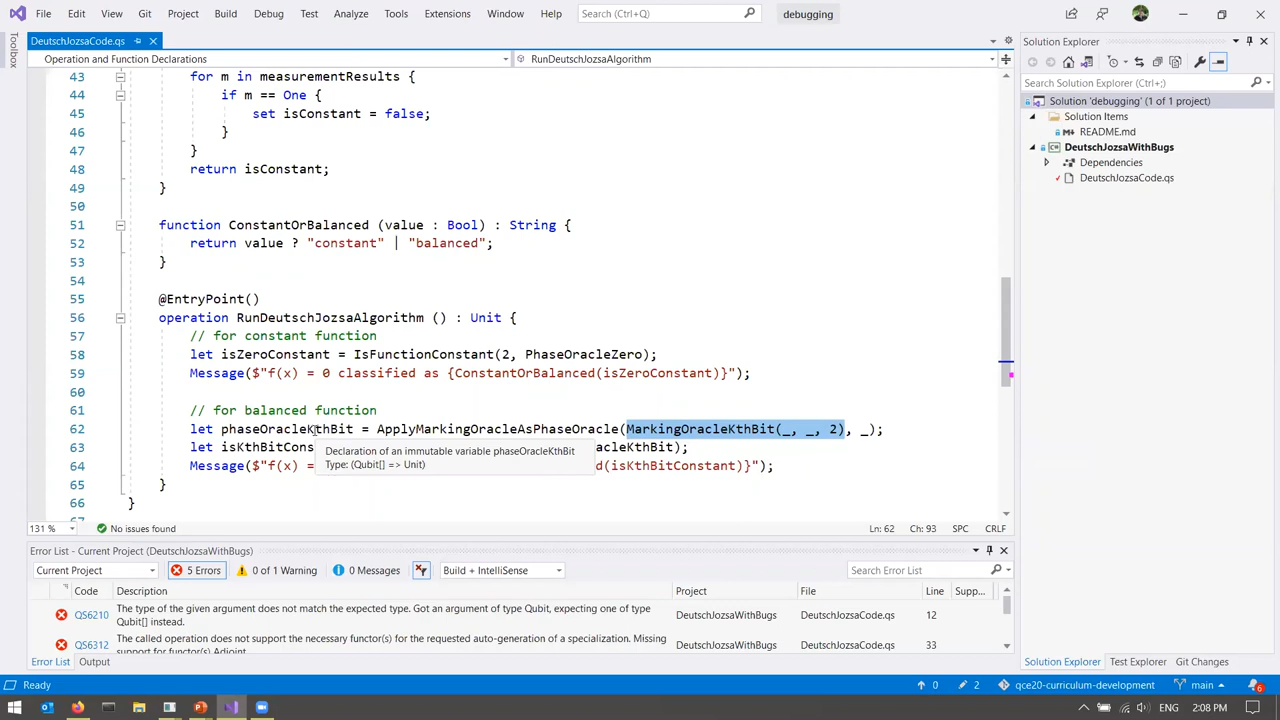 File Edit View Git Project Build Debug Test Analyze Tools Extensions Window Help Search (Ctrl+Q) debugging
Toolbox
DeutschJozsaCode.qs
Operation and Function Declarations RunDeutschJozsaAlgorithm
43 for m in measurementResults {
44 if m == One {
45 set isConstant = false;
46 }
47 }
48 return isConstant;
49 }
50
51 function ConstantOrBalanced (value : Bool) : String {
52 return value ? "constant" | "balanced";
53 }
54
55 @EntryPoint()
56 operation RunDeutschJozsaAlgorithm () : Unit {
57 // for constant function
58 let isZeroConstant = IsFunctionConstant(2, PhaseOracleZero);
59 Message($"f(x) = 0 classified as {ConstantOrBalanced(isZeroConstant)}");
60
61 // for balanced function
62 let phaseOracleKthBit = ApplyMarkingOracleAsPhaseOracle(MarkingOracleKthBit(_, _, 2), _);
63 let isKthBitCons racleKthBit);
Declaration of an immutable variable phaseOracleKthBit
Type: (Qubit[] => Unit)
64 Message($"f(x) = d(isKthBitConstant)}");
65 }
66 }
67
131 % No issues found Ln: 62 Ch: 93 SPC CRLF
Solution Explorer
Search Solution Explorer (Ctrl+;)
Solution 'debugging' (1 of 1 project)
Solution Items
README.md
DeutschJozsaWithBugs
Dependencies
DeutschJozsaCode.qs
Error List - Current Project (DeutschJozsaWithBugs)
Current Project 5 Errors 0 of 1 Warning 0 Messages Build + IntelliSense Search Error List
Code Description Project File Line Supp...
QS6210 The type of the given argument does not match the expected type. Got an argument of type Qubit, expecting one of type Qubit[] instead. DeutschJozsaWithBugs DeutschJozsaCode.qs 12
QS6312 The called operation does not support the necessary functor(s) for the requested auto-generation of a specialization. Missing support for functor(s) Adjoint. DeutschJozsaWithBugs DeutschJozsaCode.qs 33
Error List Output
Solution Explorer Test Explorer Git Changes
Ready 0 2 qce20-curriculum-development main 6
ENG 2:08 PM